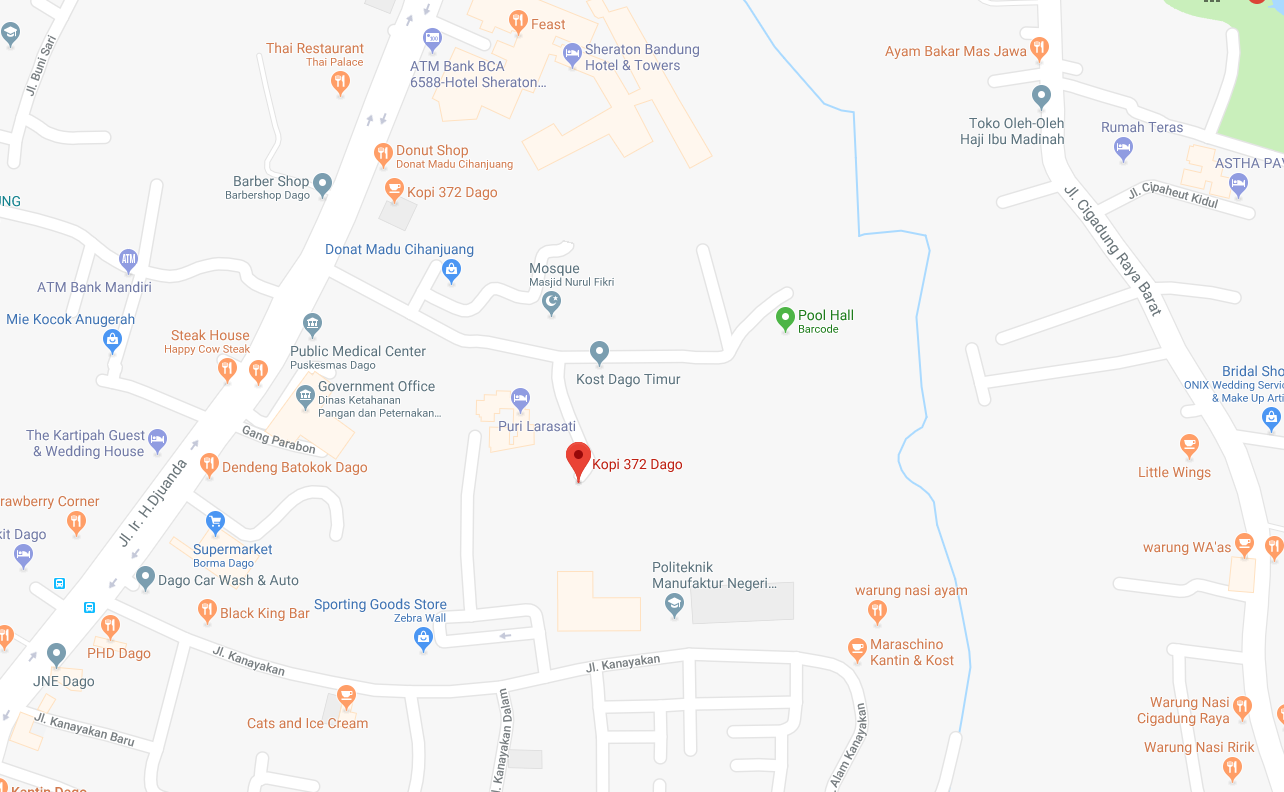 Feast
Thai Restaurant
Thai Palace
ATM Bank BCA
6588-Hotel Sheraton...
Sheraton Bandung
Hotel & Towers
Jl. Buni Sari
Ayam Bakar Mas Jawa
Toko Oleh-Oleh
Haji Ibu Madinah
Rumah Teras
ASTHA PAV
Jl. Cipaheut Kidul
Donut Shop
Donat Madu Cihanjuang
Kopi 372 Dago
Barber Shop
Barbershop Dago
UNG
Jl. Cigadung Raya Barat
Donat Madu Cihanjuang
Mosque
Masjid Nurul Fikri
ATM
ATM Bank Mandiri
Mie Kocok Anugerah
Steak House
Happy Cow Steak
Public Medical Center
Puskesmas Dago
Pool Hall
Barcode
Kost Dago Timur
Government Office
Dinas Ketahanan
Pangan dan Peternakan...
Bridal Sho
ONIX Wedding Servic
& Make Up Arti
Puri Larasati
The Kartipah Guest
& Wedding House
Gang Parabon
Dendeng Batokok Dago
Kopi 372 Dago
Little Wings
Jl. Ir. H.Djuanda
rawberry Corner
kit Dago
Supermarket
Borma Dago
Dago Car Wash & Auto
warung WA'as
Politeknik
Manufaktur Negeri...
warung nasi ayam
Black King Bar
Sporting Goods Store
Zebra Wall
PHD Dago
Maraschino
Kantin & Kost
Jl. Kanayakan
Jl. Kanayakan
JNE Dago
Cats and Ice Cream
Jl. Kanayakan Baru
Jl. Kanayakan Dalam
. Alam Kanayakan
Warung Nasi
Cigadung Raya
Warung Nasi Ririk
Kantin Dago